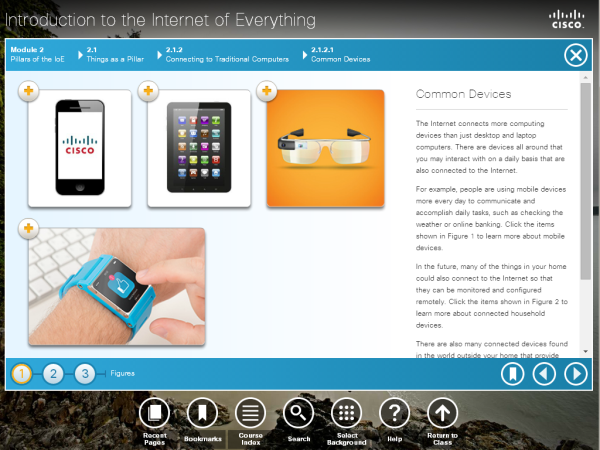 Introduction to the Internet of Everything
CISCO.
Module 2
Pillars of the IoE
2.1
Things as a Pillar
2.1.2
Connecting to Traditional Computers
2.1.2.1
Common Devices
CISCO
Common Devices
The Internet connects more computing
devices than just desktop and laptop
computers. There are devices all around that
you may interact with on a daily basis that are
also connected to the Internet.
For example, people are using mobile devices
more every day to communicate and
accomplish daily tasks, such as checking the
weather or online banking. Click the items
shown in Figure 1 to learn more about mobile
devices.
In the future, many of the things in your home
could also connect to the Internet so that
they can be monitored and configured
remotely. Click the items shown in Figure 2 to
learn more about connected household
devices.
There are also many connected devices found
in the world outside your home that provide
1
2
3
Figures
Recent
Pages
Bookmarks
Course
Index
Search
Select
Background
?
Help
Return to
Class